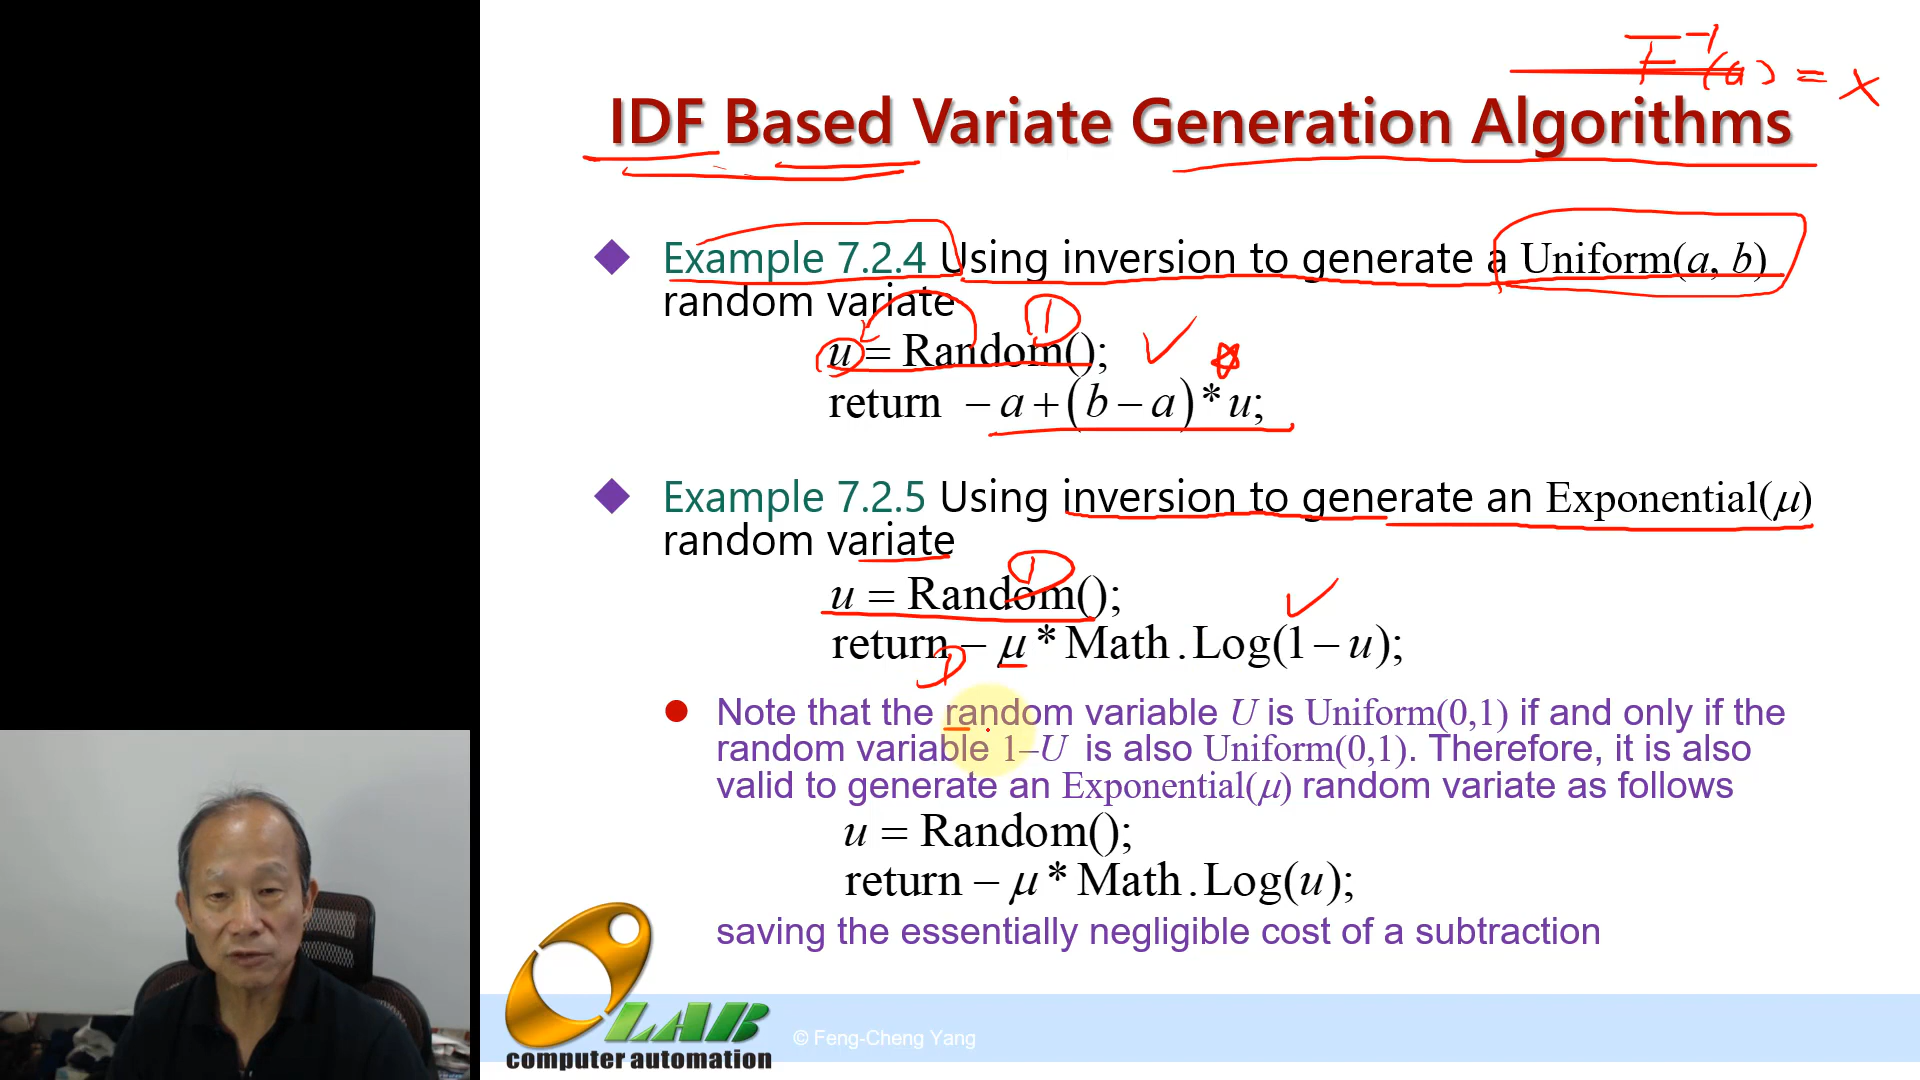 F⁻¹(a) = x
IDF Based Variate Generation Algorithms
Example 7.2.4 Using inversion to generate a Uniform(a, b)
random variate
u = Random();
return − a + (b − a) * u;
Example 7.2.5 Using inversion to generate an Exponential(μ)
random variate
u = Random();
return − μ * Math.Log(1 − u);
Note that the random variable U is Uniform(0,1) if and only if the
random variable 1–U is also Uniform(0,1). Therefore, it is also
valid to generate an Exponential(μ) random variate as follows
u = Random();
return − μ * Math.Log(u);
saving the essentially negligible cost of a subtraction
LAB
computer automation
© Feng-Cheng Yang